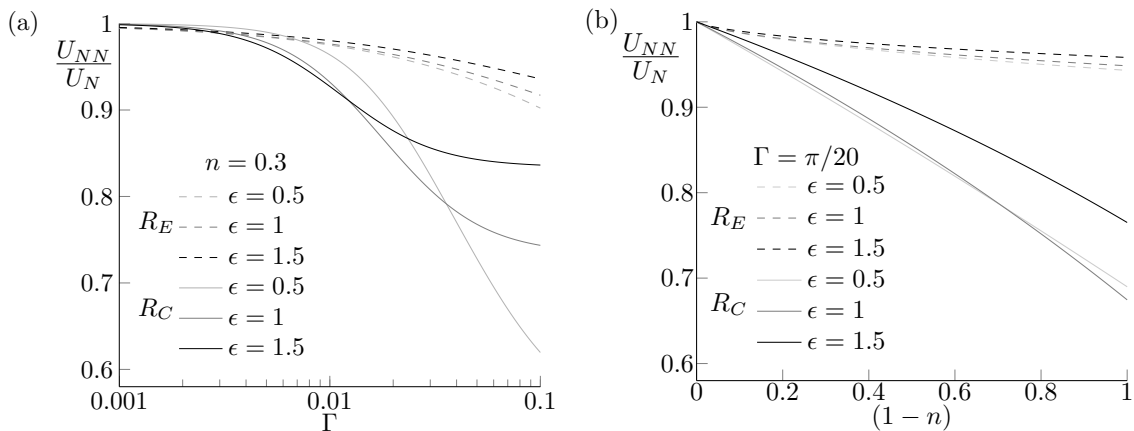 (a)
U_NN
U_N
1
0.9
0.8
0.7
0.6
n = 0.3
ϵ = 0.5
R_E ϵ = 1
ϵ = 1.5
ϵ = 0.5
R_C ϵ = 1
ϵ = 1.5
0.001 0.01 0.1
Γ
(b)
U_NN
U_N
1
0.9
0.8
0.7
0.6
Γ = π/20
ϵ = 0.5
R_E ϵ = 1
ϵ = 1.5
ϵ = 0.5
R_C ϵ = 1
ϵ = 1.5
0 0.2 0.4 0.6 0.8 1
(1 − n)